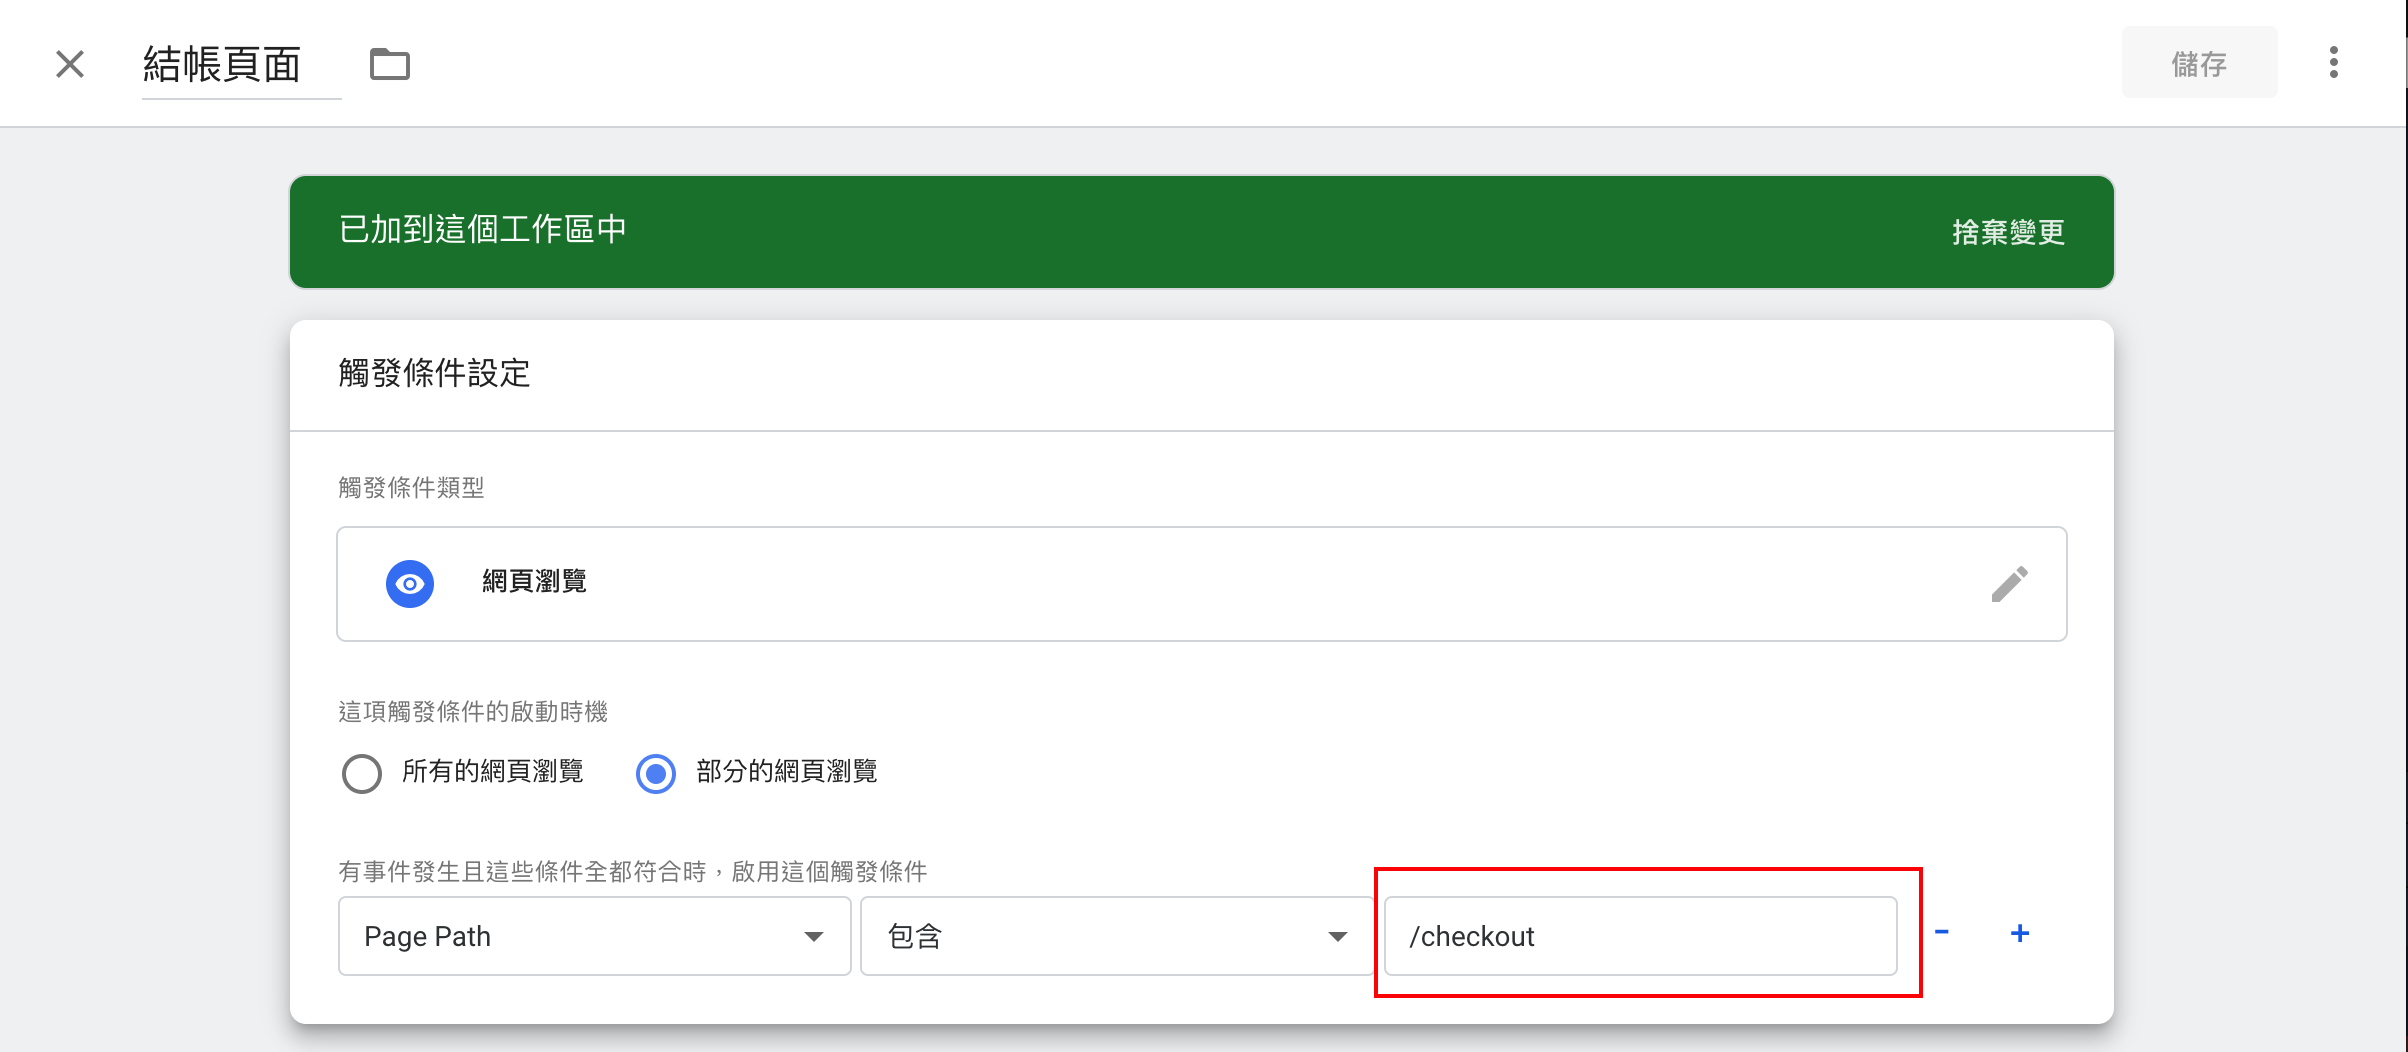 結帳頁面
儲存
已加到這個工作區中
捨棄變更
觸發條件設定
觸發條件類型
網頁瀏覽
這項觸發條件的啟動時機
所有的網頁瀏覽 部分的網頁瀏覽
有事件發生且這些條件全都符合時，啟用這個觸發條件
Page Path 包含 /checkout - +